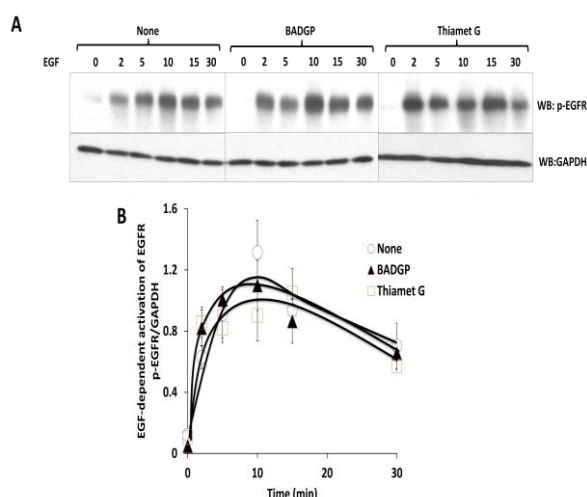 A
None BADGP Thiamet G
EGF 0 2 5 10 15 30 0 2 5 10 15 30 0 2 5 10 15 30
WB: p-EGFR
WB:GAPDH
B
EGF-dependent activation of EGFR
p-EGFR/GAPDH
1.6
1.2
0.8
0.4
0
None
BADGP
Thiamet G
0 10 20 30
Time (min)